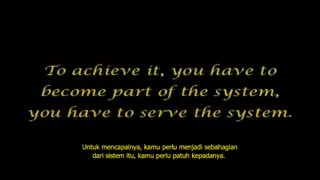 To achieve it, you have to
become part of the system,
you have to serve the system.
Untuk mencapainya, kamu perlu menjadi sebahagian
dari sistem itu, kamu perlu patuh kepadanya.